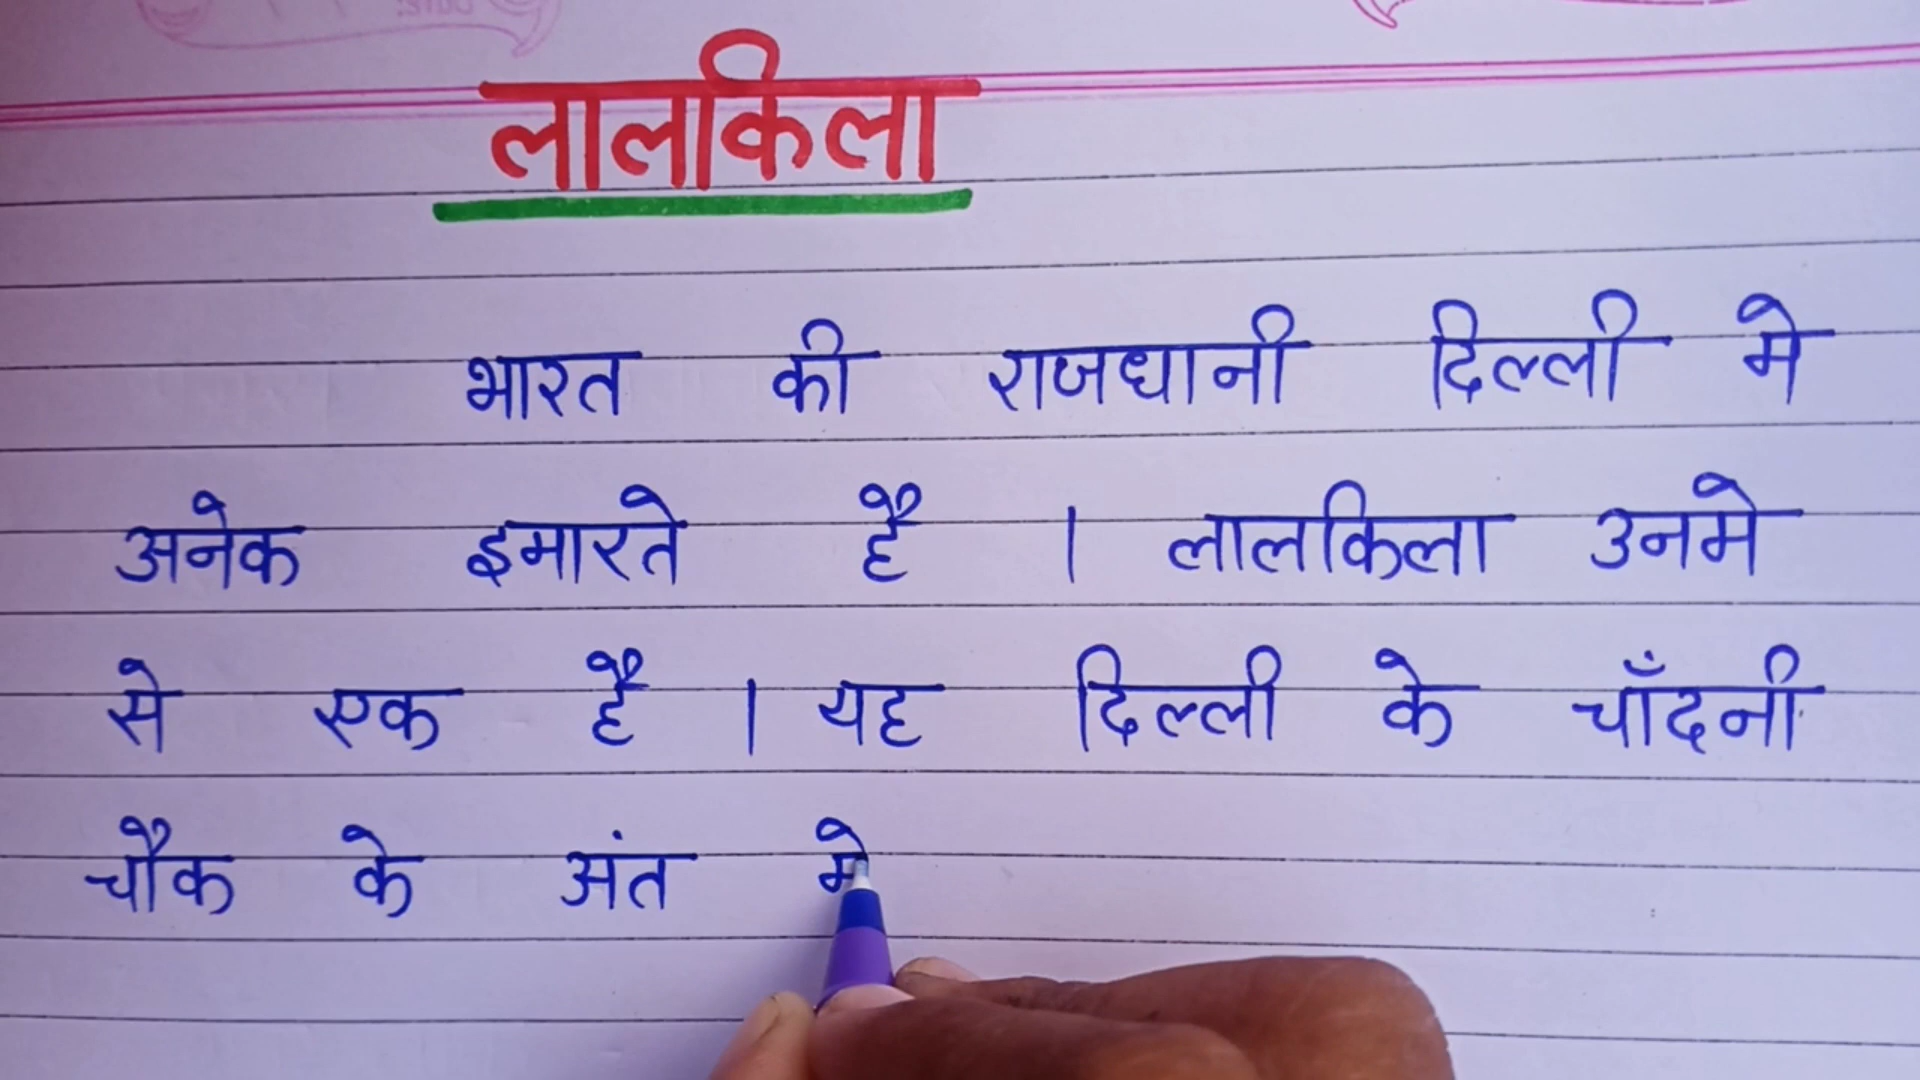 लालकिला
भारत की राजधानी दिल्ली मे
अनेक इमारते है । लालकिला उनमे
से एक है । यह दिल्ली के चाँदनी
चौक के अंत मे